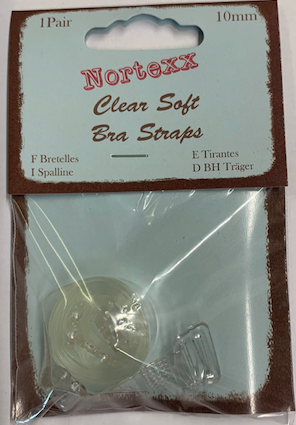 1Pair 10mm
Nortexx
Clear Soft
Bra Straps
F Bretelles E Tirantes
I Spalline D BH Träger